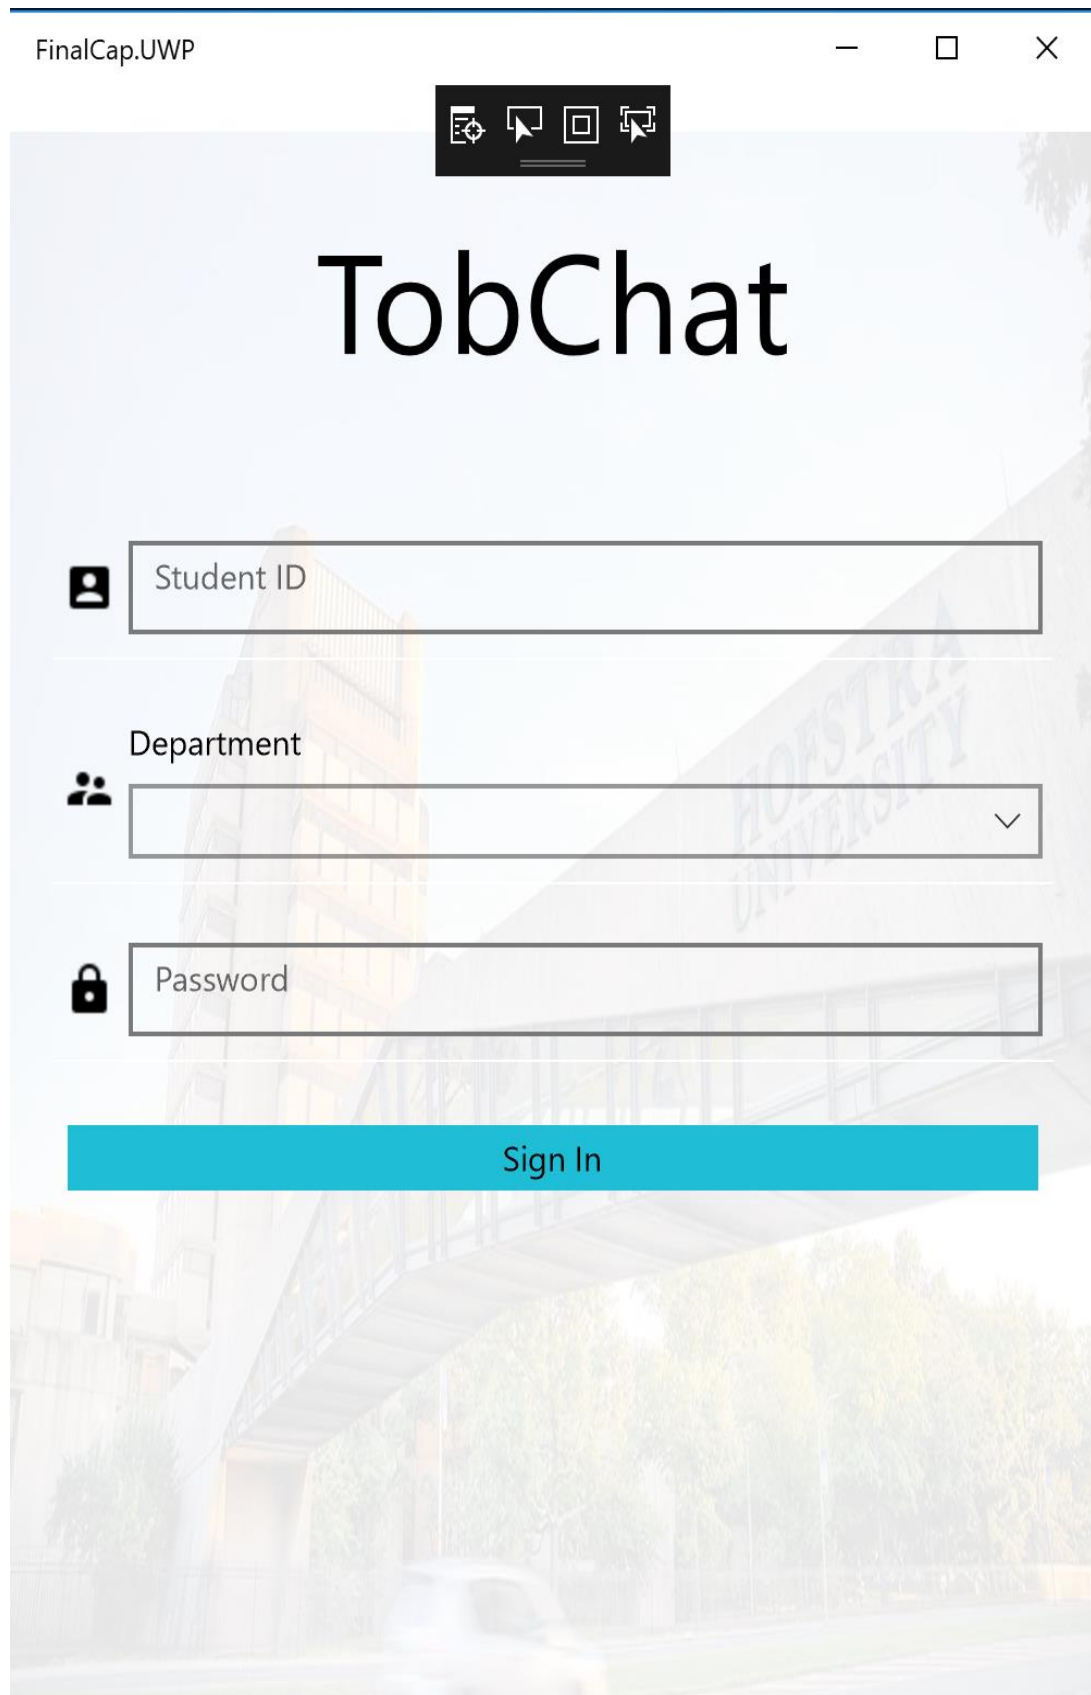 FinalCap.UWP
TobChat
Student ID
HOFSTRA
UNIVERSITY
Department
Password
Sign In